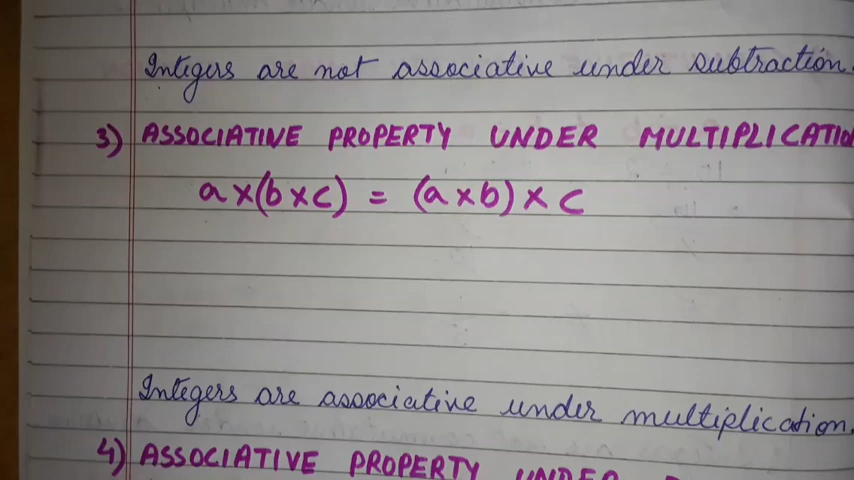 Integers are not associative under subtraction.
3) ASSOCIATIVE PROPERTY UNDER MULTIPLICATIO
a×(b×c) = (a×b)×c
Integers are associative under multiplication.
4) ASSOCIATIVE PROPERTY UNDER